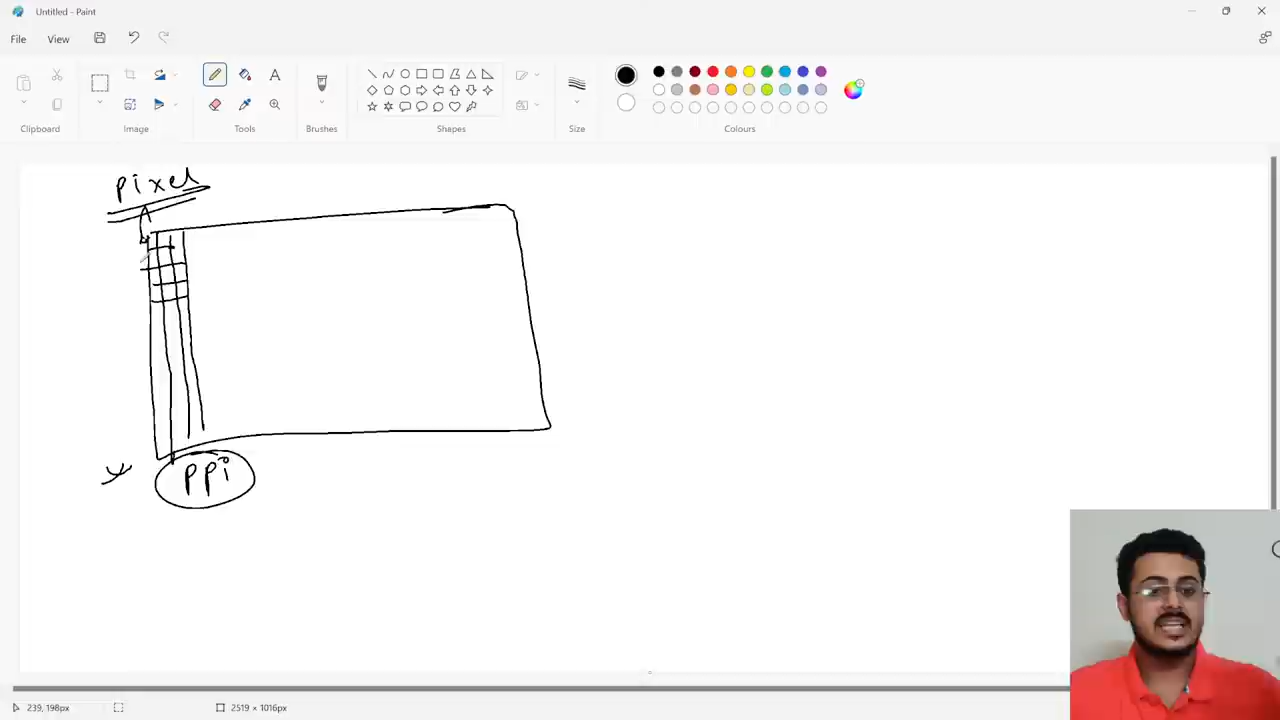 Untitled - Paint
File View
Clipboard Image Tools Brushes Shapes Size Colours
A
pixel
ppi
239, 198px 2519 × 1016px